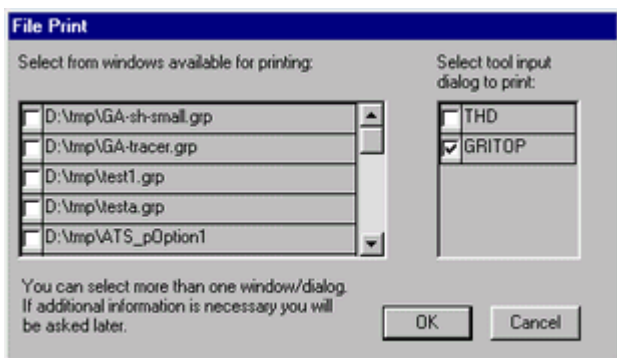 File Print
Select from windows available for printing:
Select tool input
dialog to print:
D:\tmp\GA-sh-small.grp
D:\tmp\GA-tracer.grp
D:\tmp\test1.grp
D:\tmp\testa.grp
D:\tmp\ATS_pOption1
THD
GRITOP
You can select more than one window/dialog.
If additional information is necessary you will
be asked later.
OK
Cancel